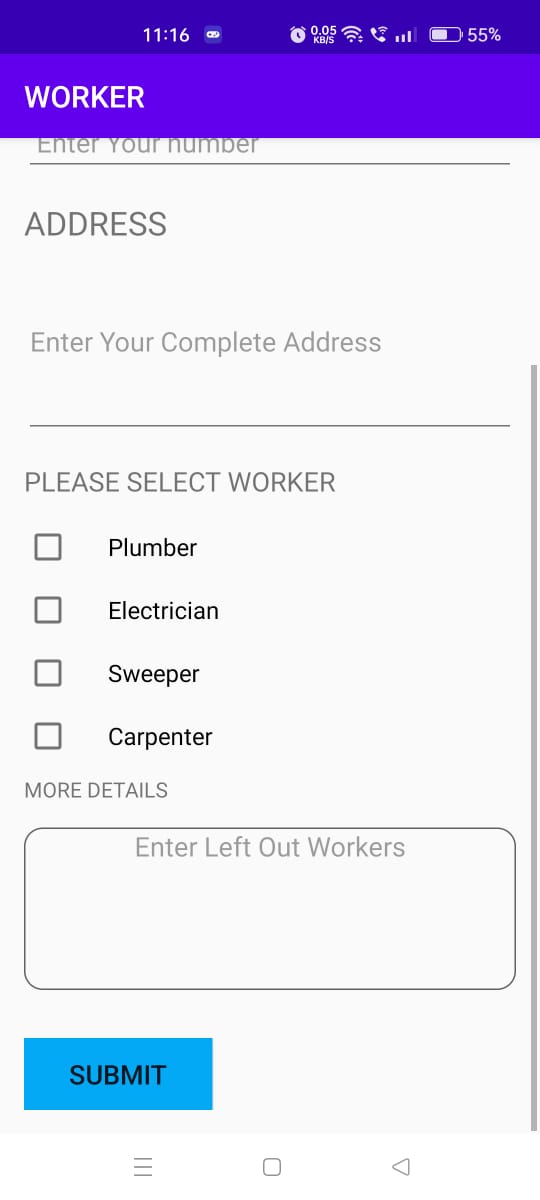 11:16 0.05 KB/S 55%
WORKER
Enter Your number
ADDRESS
Enter Your Complete Address
PLEASE SELECT WORKER
Plumber
Electrician
Sweeper
Carpenter
MORE DETAILS
Enter Left Out Workers
SUBMIT